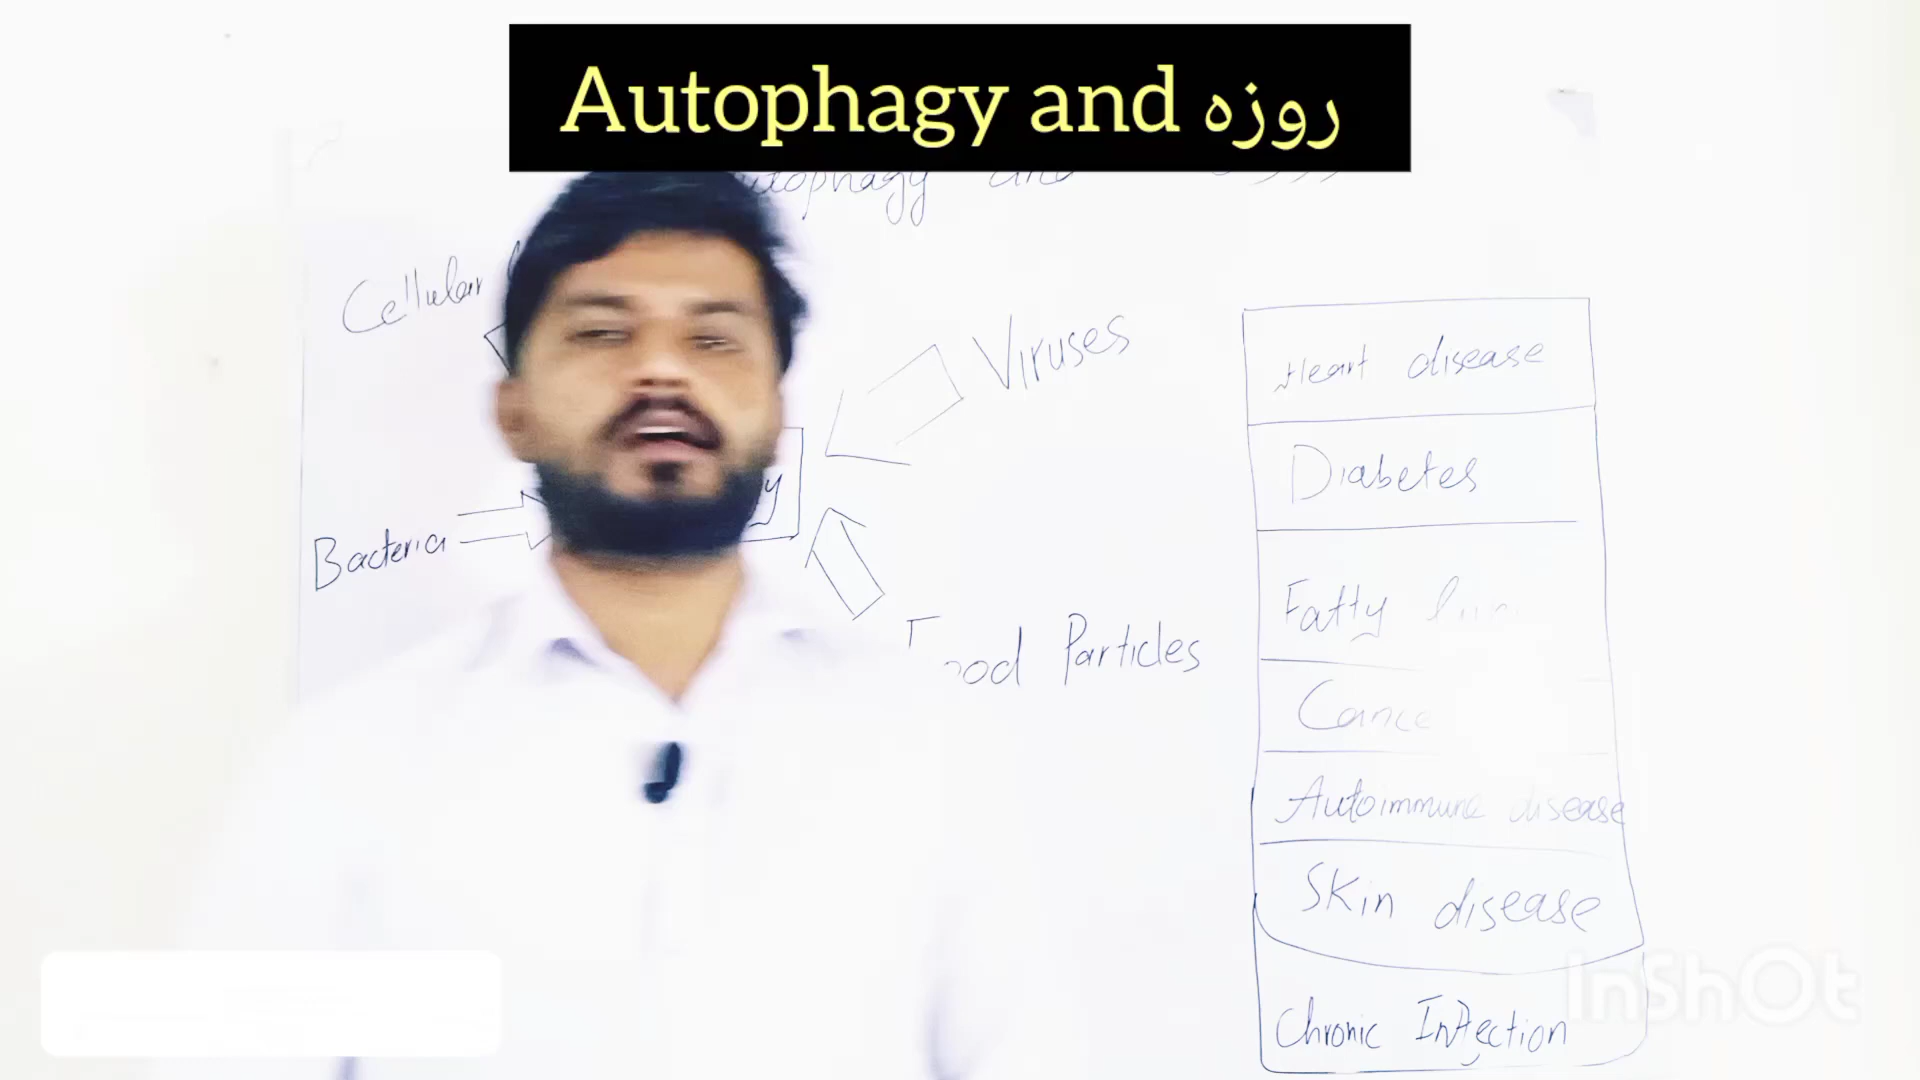 Autophagy and روزہ
Cellular
Viruses
Bacteria
Food Particles
Heart disease
Diabetes
Fatty
Autoimmune disease
Skin disease
Chronic Infection
InShOt